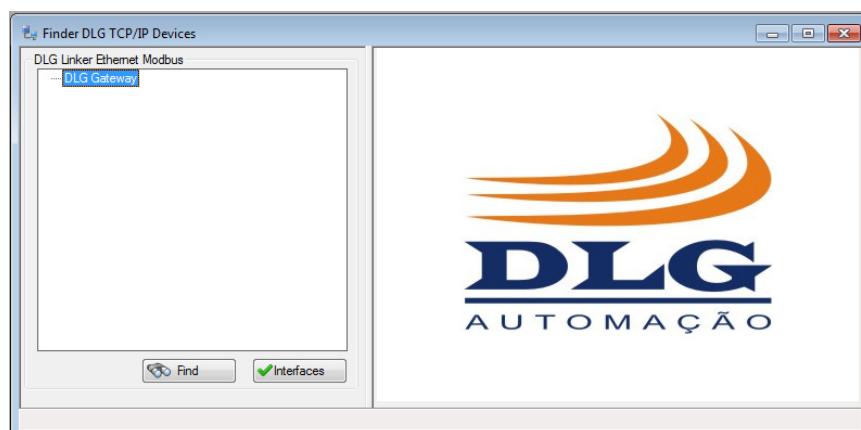 Finder DLG TCP/IP Devices
DLG Linker Ethernet Modbus
DLG Gateway
Find
Interfaces
DLG
AUTOMAÇÃO